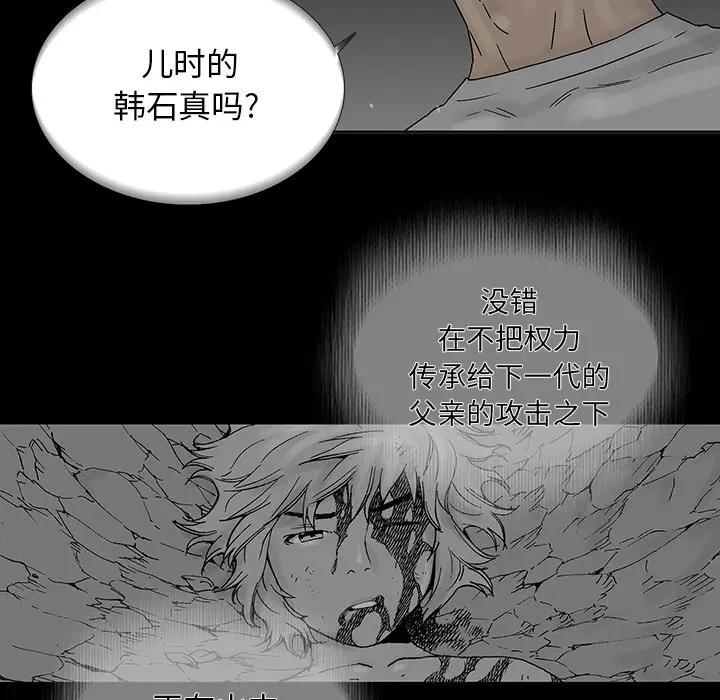 儿时的
韩石真吗?
没错
在不把权力
传承给下一代的
父亲的攻击之下